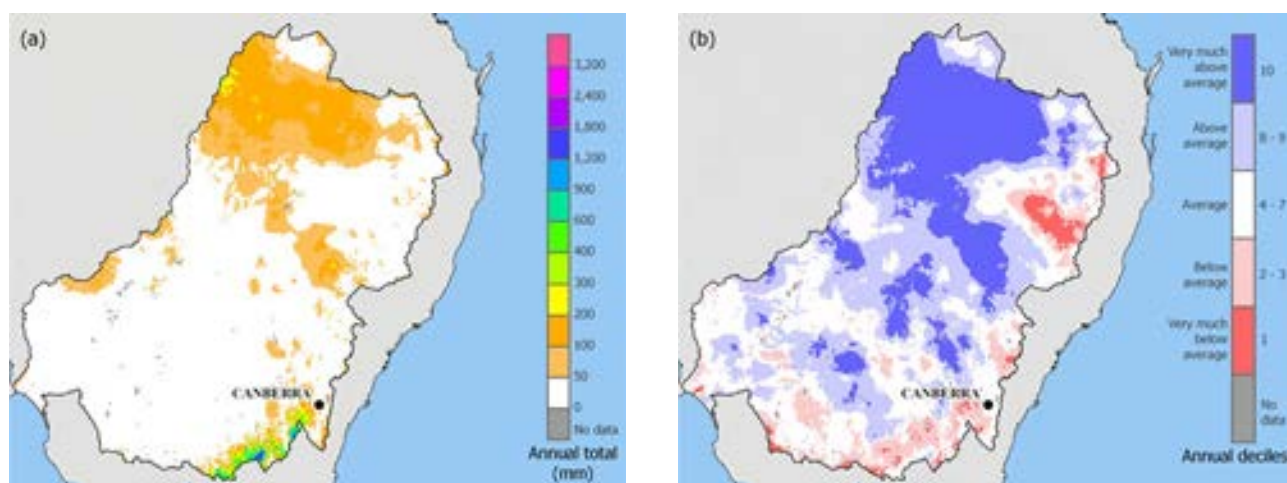 (a)
1,200
2,400
1,800
1,200
900
600
400
300
200
100
50
0
No data
Annual total
(mm)
CANBERRA
(b)
Very much
above
average
10
Above
average
8 - 9
Average
4 - 7
Below
average
2 - 3
Very much
below
average
1
No
data
Annual deciles
CANBERRA